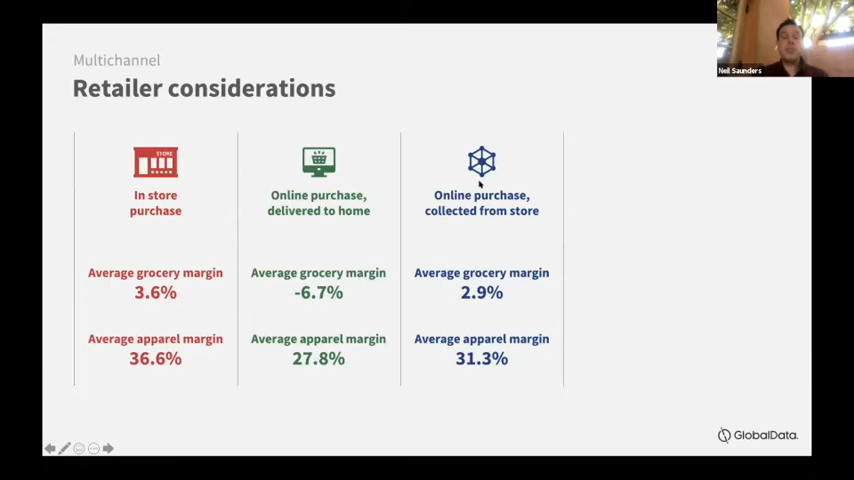 Multichannel
Retailer considerations
STORE
In store
purchase
Average grocery margin
3.6%
Average apparel margin
36.6%
Online purchase,
delivered to home
Average grocery margin
-6.7%
Average apparel margin
27.8%
Online purchase,
collected from store
Average grocery margin
2.9%
Average apparel margin
31.3%
GlobalData.
Neil Saunders